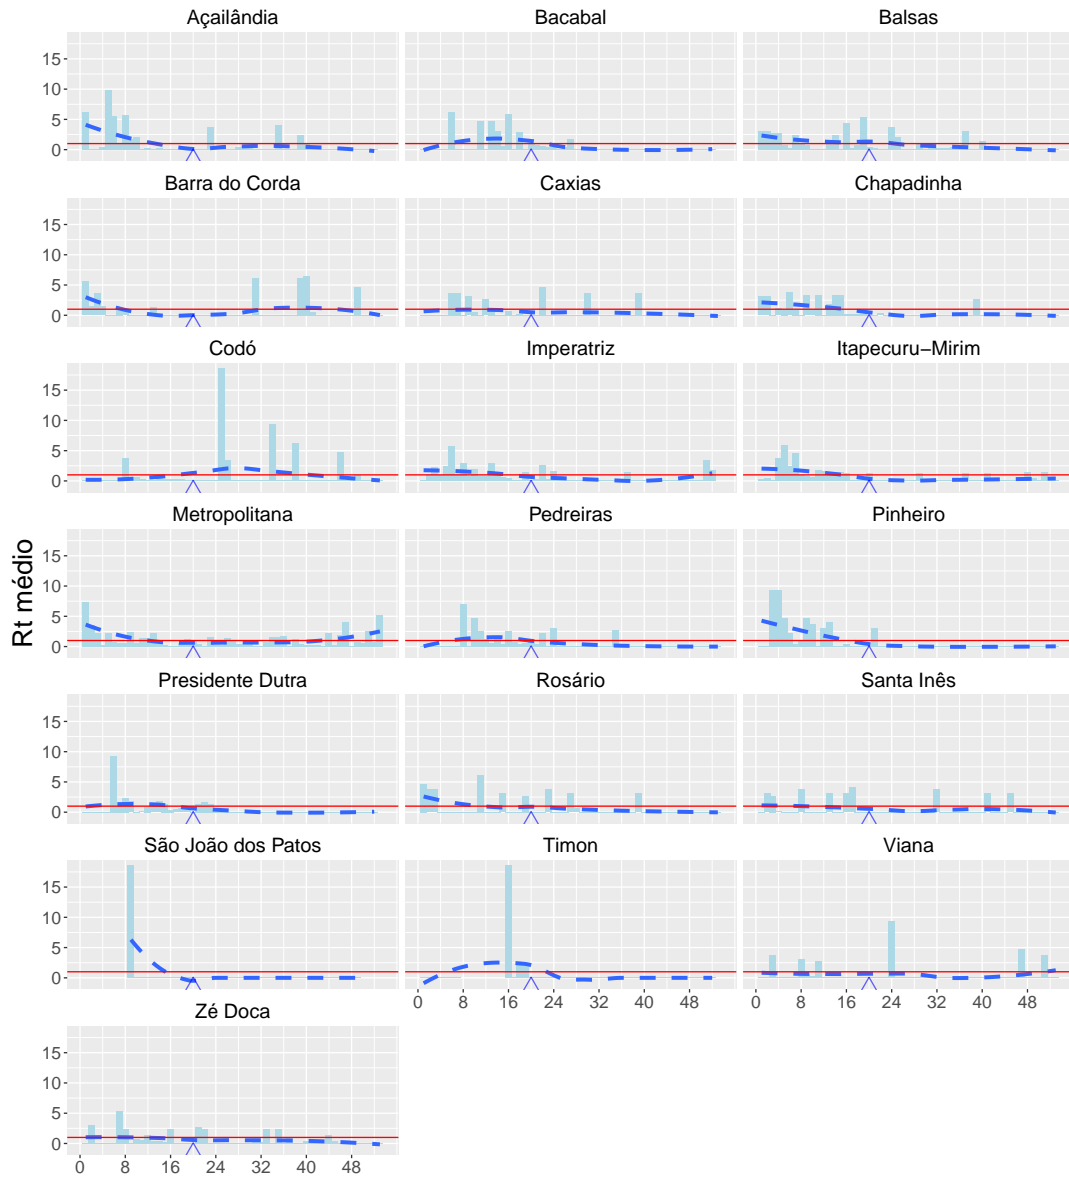 Açailândia Bacabal Balsas
15
10
5
0
Barra do Corda Caxias Chapadinha
15
10
5
0
Codó Imperatriz Itapecuru−Mirim
15
10
5
0
Metropolitana Pedreiras Pinheiro
15
10
5
0
Rt médio
Presidente Dutra Rosário Santa Inês
15
10
5
0
São João dos Patos Timon Viana
15
10
5
0
0 8 16 24 32 40 48 0 8 16 24 32 40 48
Zé Doca
15
10
5
0
0 8 16 24 32 40 48